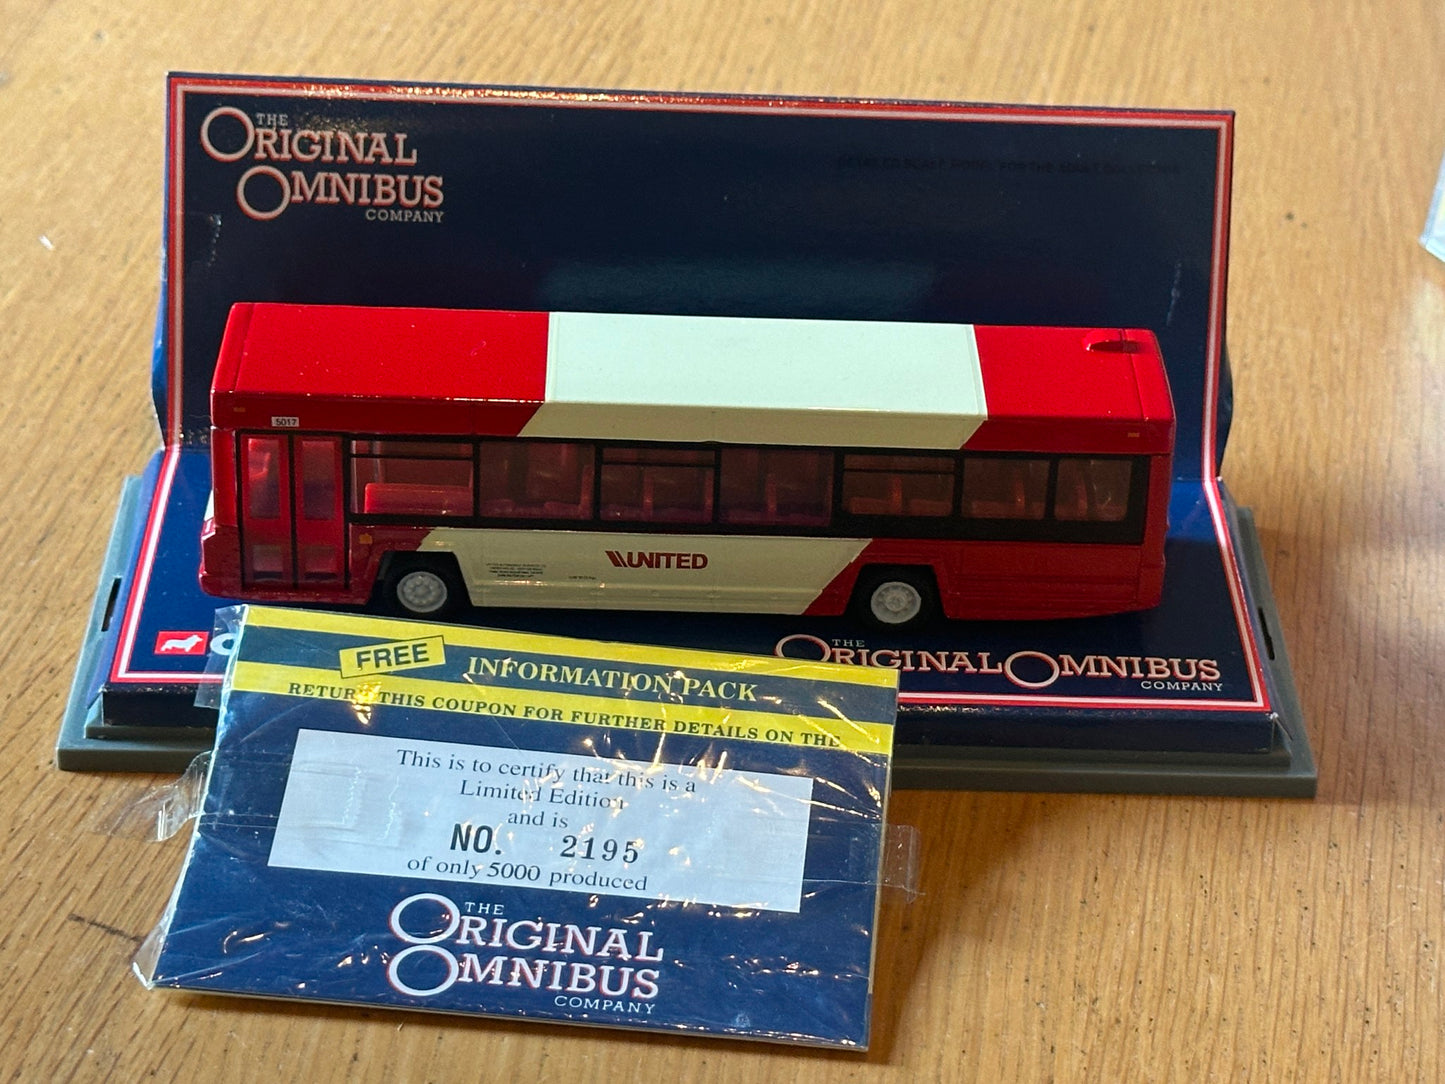 THE
ORIGINAL
OMNIBUS
COMPANY
5017
UNITED
THE
ORIGINAL OMNIBUS
COMPANY
FREE INFORMATION PACK
RETURN THIS COUPON FOR FURTHER DETAILS ON THE
This is to certify that this is a
Limited Edition
and is
NO. 2195
of only 5000 produced
THE
ORIGINAL
OMNIBUS
COMPANY